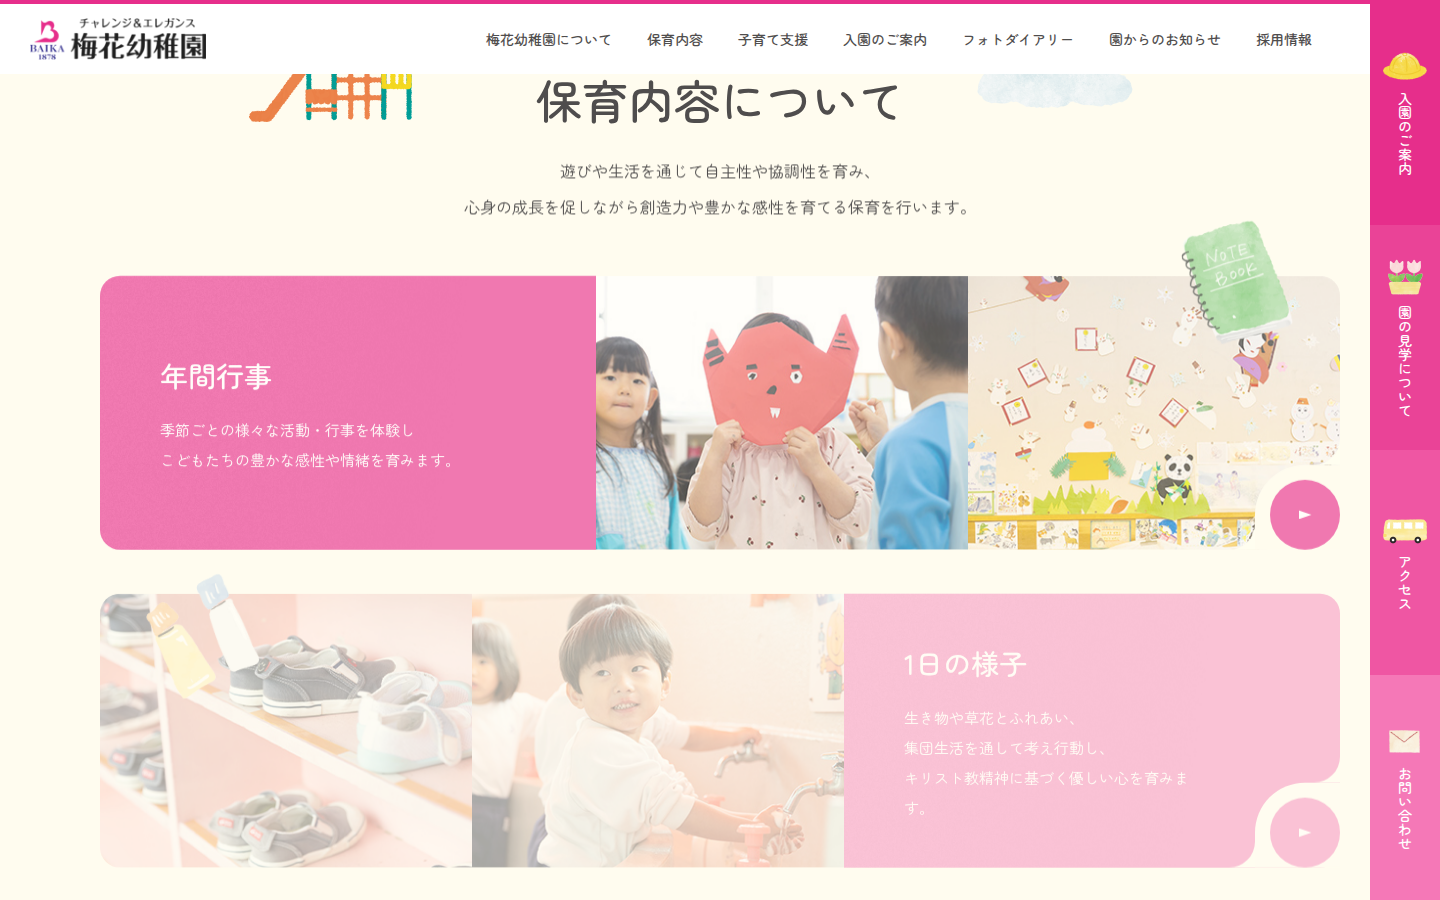 チャレンジ&エレガンス
BAIKA
1878
梅花幼稚園
梅花幼稚園について
保育内容
子育て支援
入園のご案内
フォトダイアリー
園からのお知らせ
採用情報
保育内容について
遊びや生活を通じて自主性や協調性を育み、
心身の成長を促しながら創造力や豊かな感性を育てる保育を行います。
NOTE
BOOK
年間行事
季節ごとの様々な活動・行事を体験し
こどもたちの豊かな感性や情緒を育みます。
1日の様子
生き物や草花とふれあい、
集団生活を通して考え行動し、
キリスト教精神に基づく優しい心を育みま
す。
入園のご案内
園の見学について
アクセス
お問い合わせ